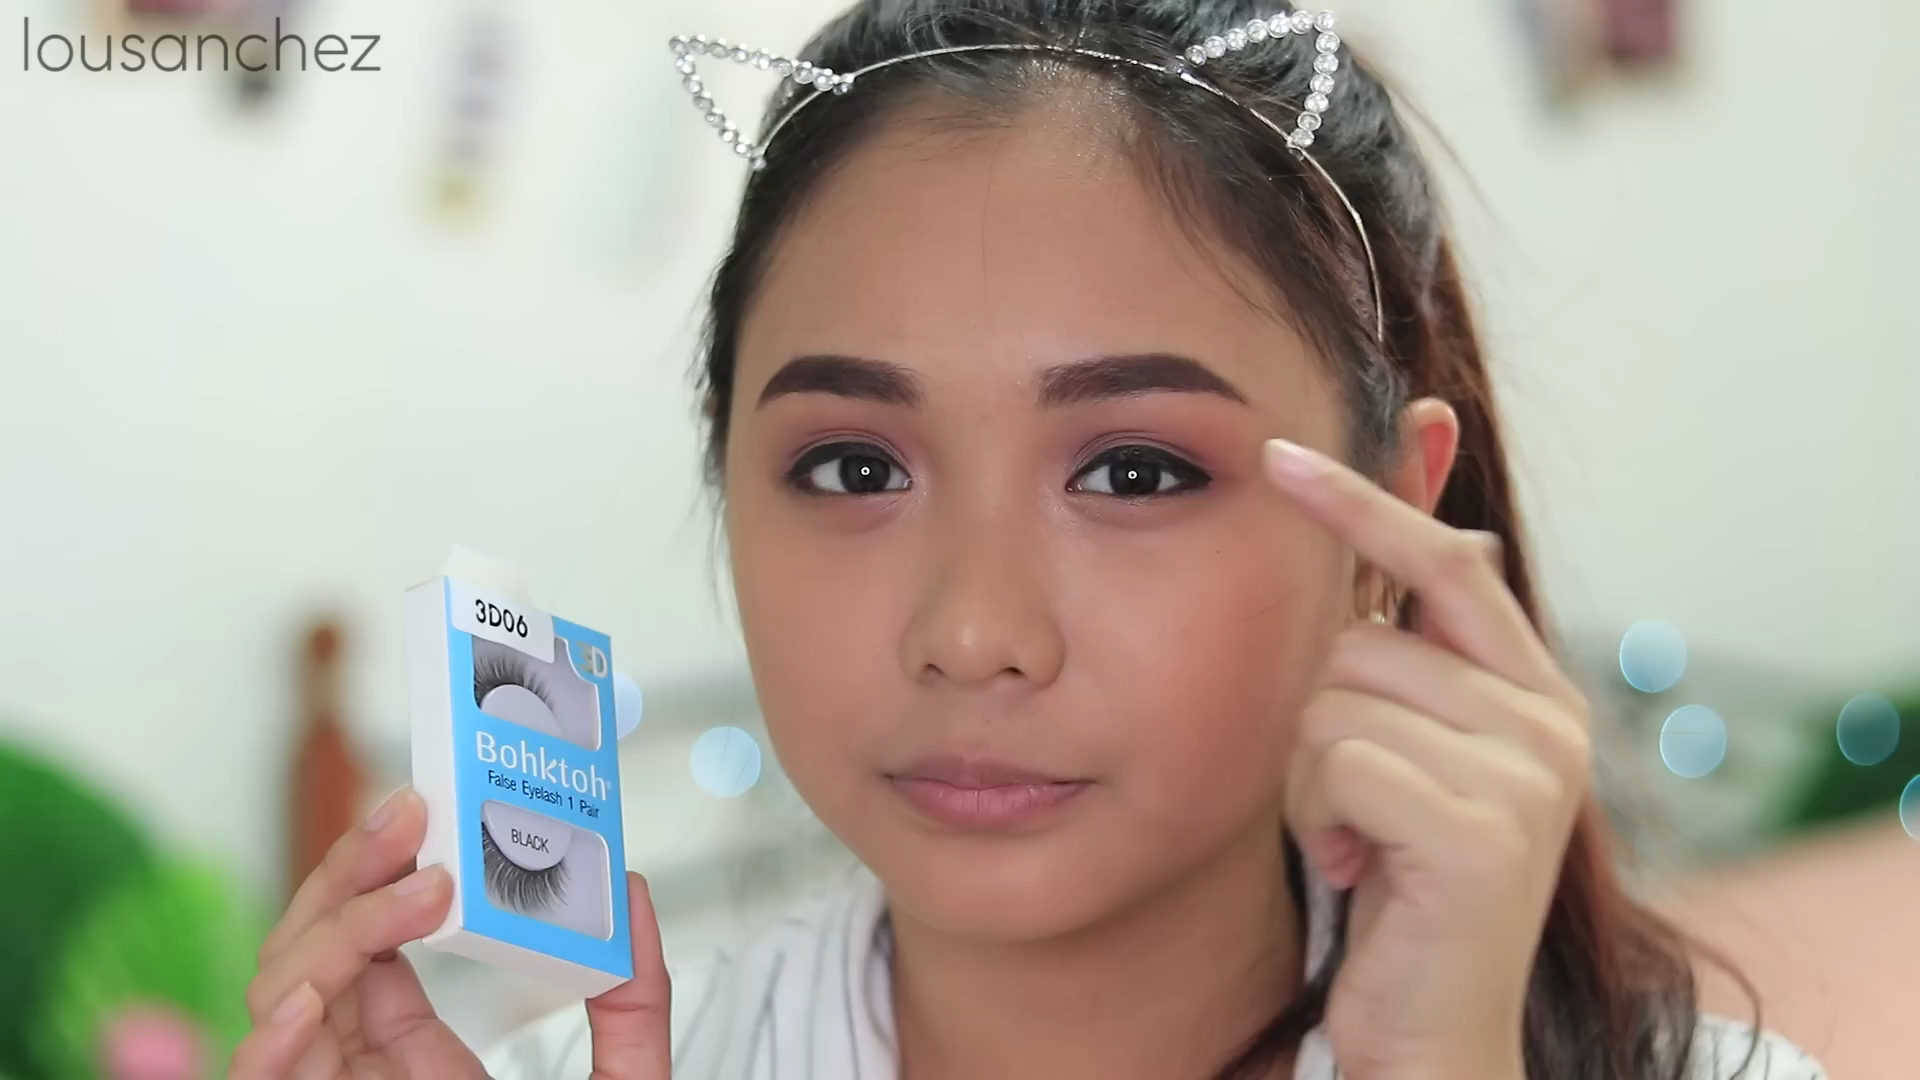 lousanchez
3D06
3D
Bohktoh®
False Eyelash 1 Pair
BLACK